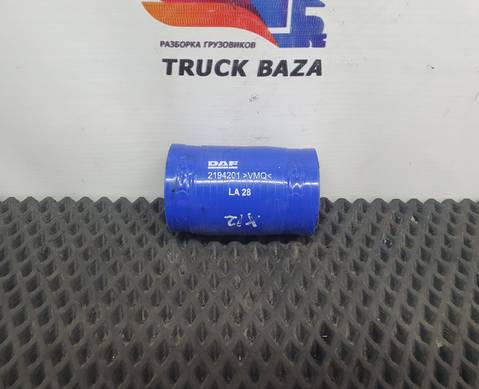 РАЗБОРКА ГРУЗОВИКОВ
TRUCK BAZA
DAF
2194201 >VMQ<
LA 28